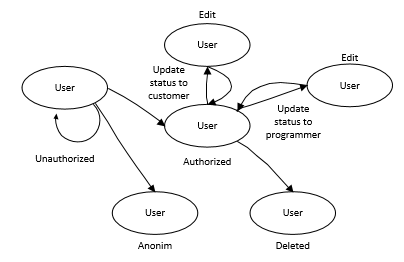 Edit
User
Update
status to
customer
Edit
User
User
Update
status to
programmer
User
Unauthorized
Authorized
User
Anonim
User
Deleted